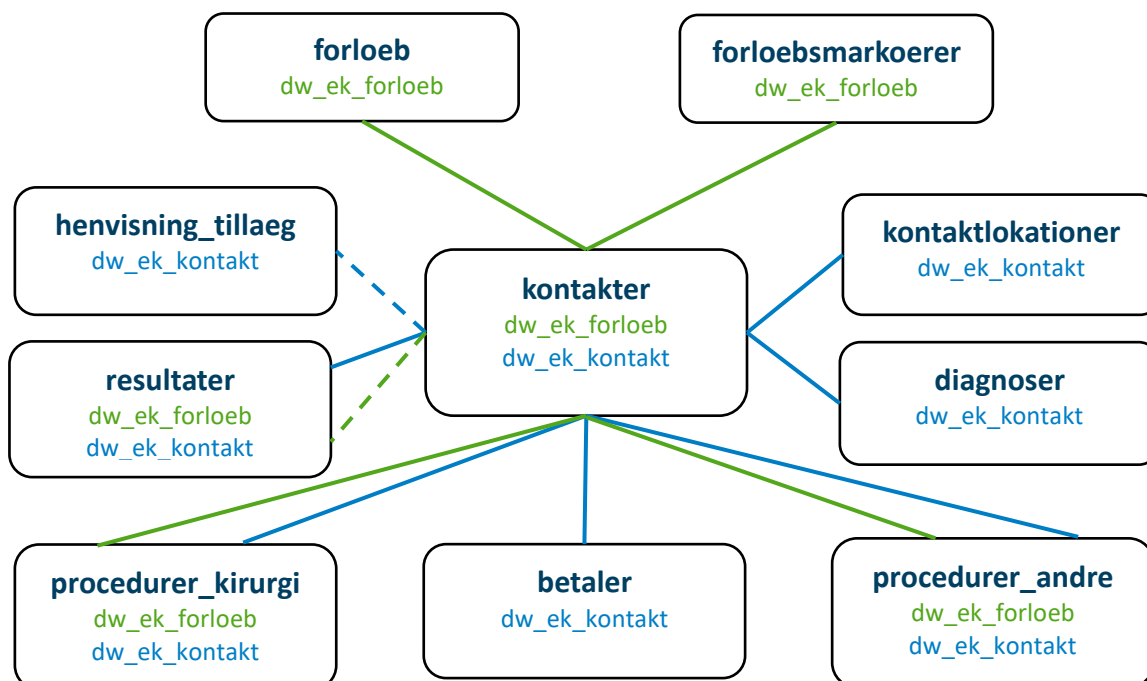 forloeb
dw_ek_forloeb
forloebsmarkoerer
dw_ek_forloeb
henvisning_tillaeg
dw_ek_kontakt
kontaktlokationer
dw_ek_kontakt
kontakter
dw_ek_forloeb
dw_ek_kontakt
resultater
dw_ek_forloeb
dw_ek_kontakt
diagnoser
dw_ek_kontakt
procedurer_kirurgi
dw_ek_forloeb
dw_ek_kontakt
betaler
dw_ek_kontakt
procedurer_andre
dw_ek_forloeb
dw_ek_kontakt